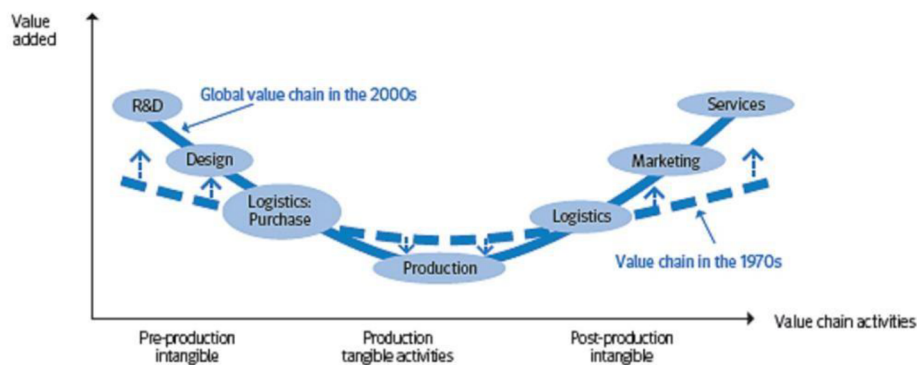 Value
added
R&D
Global value chain in the 2000s
Services
Design
Marketing
Logistics:
Purchase
Logistics
Production
Value chain in the 1970s
Value chain activities
Pre-production
intangible
Production
tangible activities
Post-production
intangible